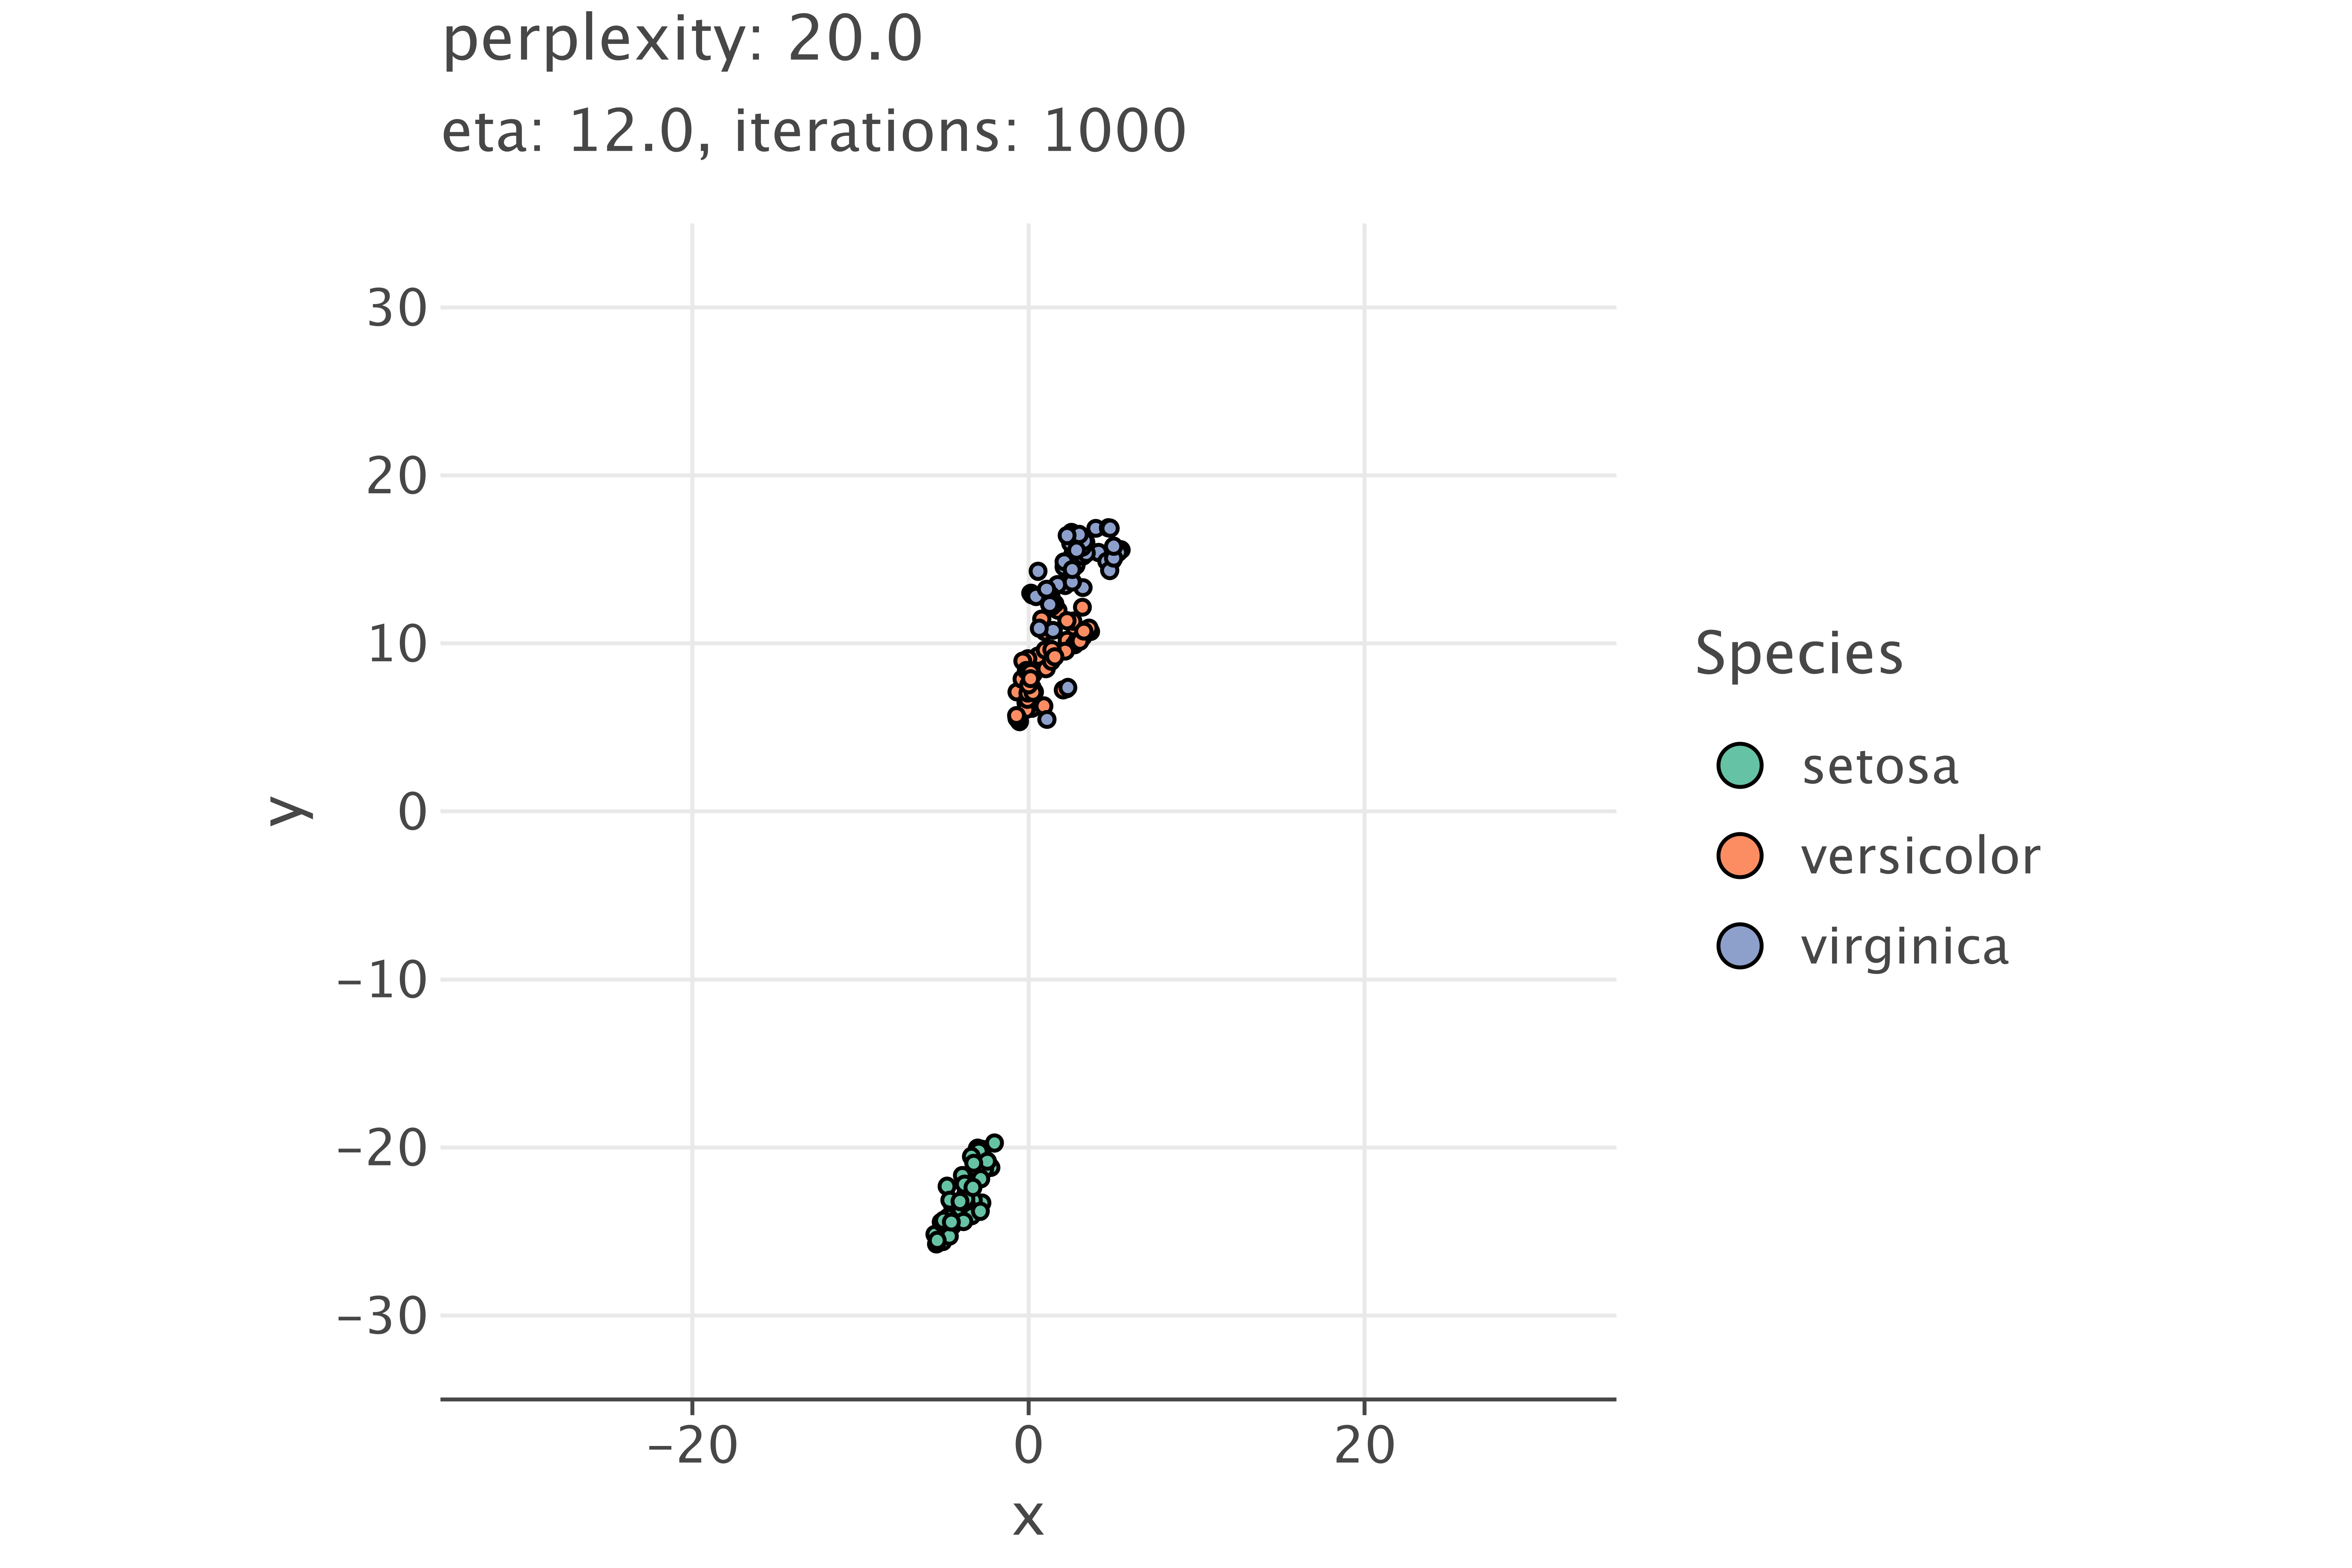 perplexity: 20.0
eta: 12.0, iterations: 1000
30
20
10
0
−10
−20
−30
y
−20
0
20
x
Species
setosa
versicolor
virginica